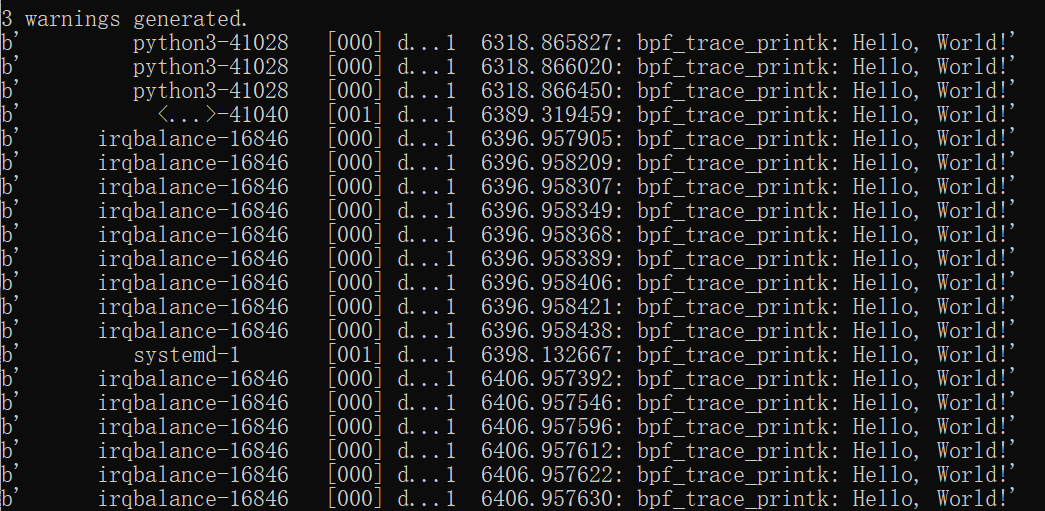 3 warnings generated.
b'        python3-41028   [000] d...1  6318.865827: bpf_trace_printk: Hello, World!'
b'        python3-41028   [000] d...1  6318.866020: bpf_trace_printk: Hello, World!'
b'        python3-41028   [000] d...1  6318.866450: bpf_trace_printk: Hello, World!'
b'          <...>-41040   [001] d...1  6389.319459: bpf_trace_printk: Hello, World!'
b'     irqbalance-16846   [000] d...1  6396.957905: bpf_trace_printk: Hello, World!'
b'     irqbalance-16846   [000] d...1  6396.958209: bpf_trace_printk: Hello, World!'
b'     irqbalance-16846   [000] d...1  6396.958307: bpf_trace_printk: Hello, World!'
b'     irqbalance-16846   [000] d...1  6396.958349: bpf_trace_printk: Hello, World!'
b'     irqbalance-16846   [000] d...1  6396.958368: bpf_trace_printk: Hello, World!'
b'     irqbalance-16846   [000] d...1  6396.958389: bpf_trace_printk: Hello, World!'
b'     irqbalance-16846   [000] d...1  6396.958406: bpf_trace_printk: Hello, World!'
b'     irqbalance-16846   [000] d...1  6396.958421: bpf_trace_printk: Hello, World!'
b'     irqbalance-16846   [000] d...1  6396.958438: bpf_trace_printk: Hello, World!'
b'        systemd-1       [001] d...1  6398.132667: bpf_trace_printk: Hello, World!'
b'     irqbalance-16846   [000] d...1  6406.957392: bpf_trace_printk: Hello, World!'
b'     irqbalance-16846   [000] d...1  6406.957546: bpf_trace_printk: Hello, World!'
b'     irqbalance-16846   [000] d...1  6406.957596: bpf_trace_printk: Hello, World!'
b'     irqbalance-16846   [000] d...1  6406.957612: bpf_trace_printk: Hello, World!'
b'     irqbalance-16846   [000] d...1  6406.957622: bpf_trace_printk: Hello, World!'
b'     irqbalance-16846   [000] d...1  6406.957630: bpf_trace_printk: Hello, World!'